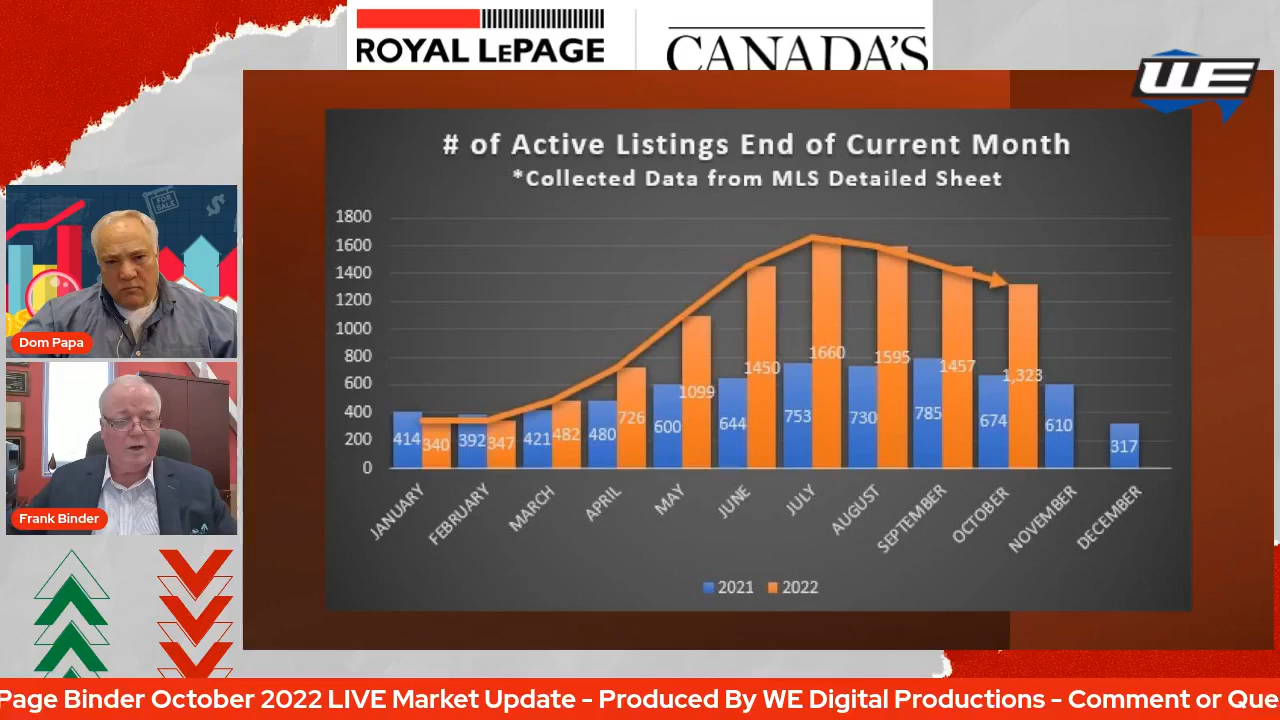 ROYAL LEPAGE
CANADA'S
WE
# of Active Listings End of Current Month
*Collected Data from MLS Detailed Sheet
1800
1600
1400
1200
1000
800
600
400
200
0
414 340 392 347 421 482 480 726 600 1099 644 1450 753 1660 730 1595 785 1457 674 1,323 610 317
JANUARY FEBRUARY MARCH APRIL MAY JUNE JULY AUGUST SEPTEMBER OCTOBER NOVEMBER DECEMBER
2021 2022
FOR SALE
Dom Papa
Frank Binder
Page Binder October 2022 LIVE Market Update - Produced By WE Digital Productions - Comment or Que